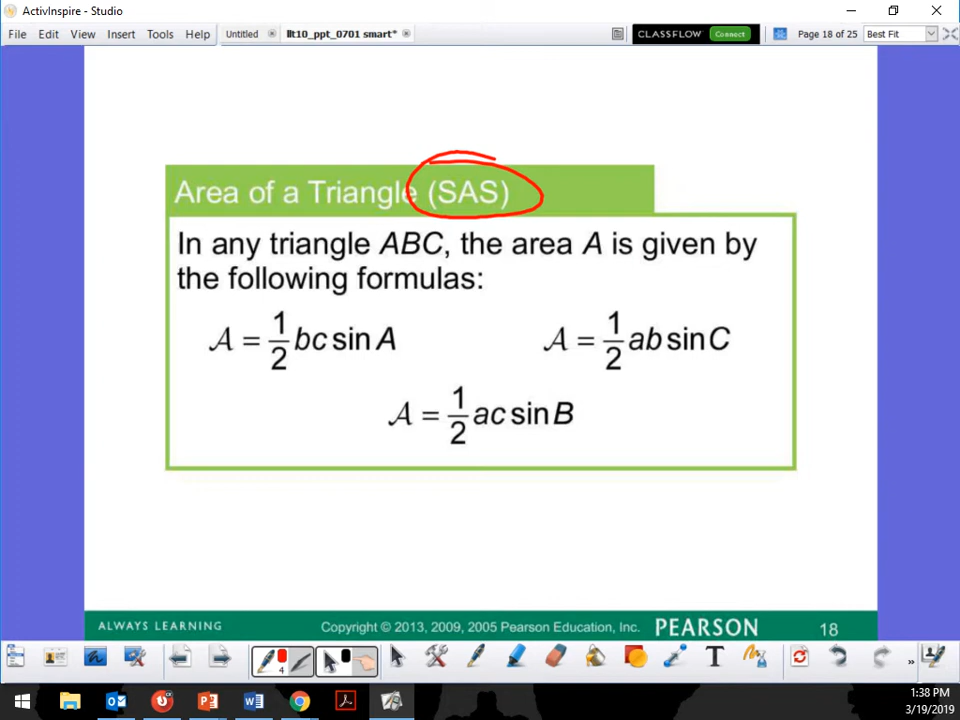 ActivInspire - Studio
File Edit View Insert Tools Help Untitled llt10_ppt_0701 smart* CLASSFLOW Connect Page 18 of 25 Best Fit
Area of a Triangle (SAS)
In any triangle ABC, the area A is given by
the following formulas:
𝒜 = 1/2 bc sin A 𝒜 = 1/2 ab sin C
𝒜 = 1/2 ac sin B
ALWAYS LEARNING Copyright © 2013, 2009, 2005 Pearson Education, Inc. PEARSON 18
4 T »
1:38 PM
3/19/2019